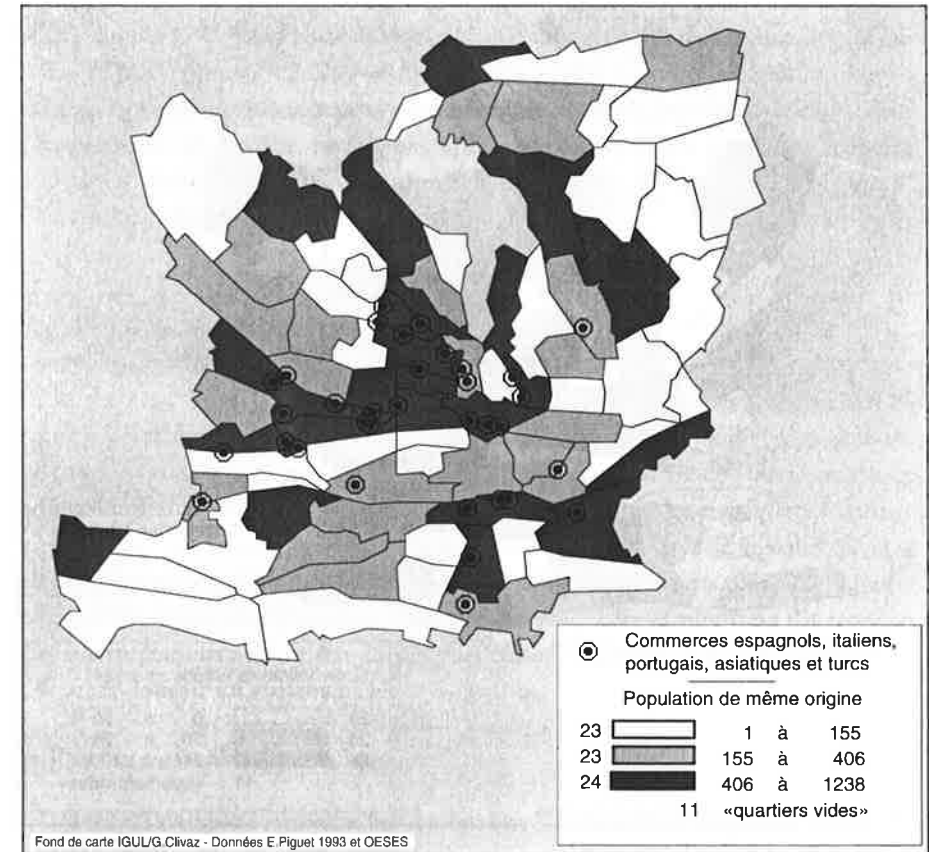 Commerces espagnols, italiens,
portugais, asiatiques et turcs
Population de même origine
23 1 à 155
23 155 à 406
24 406 à 1238
11 «quartiers vides»
Fond de carte IGUL/G.Clivaz - Données E.Piguet 1993 et OESES